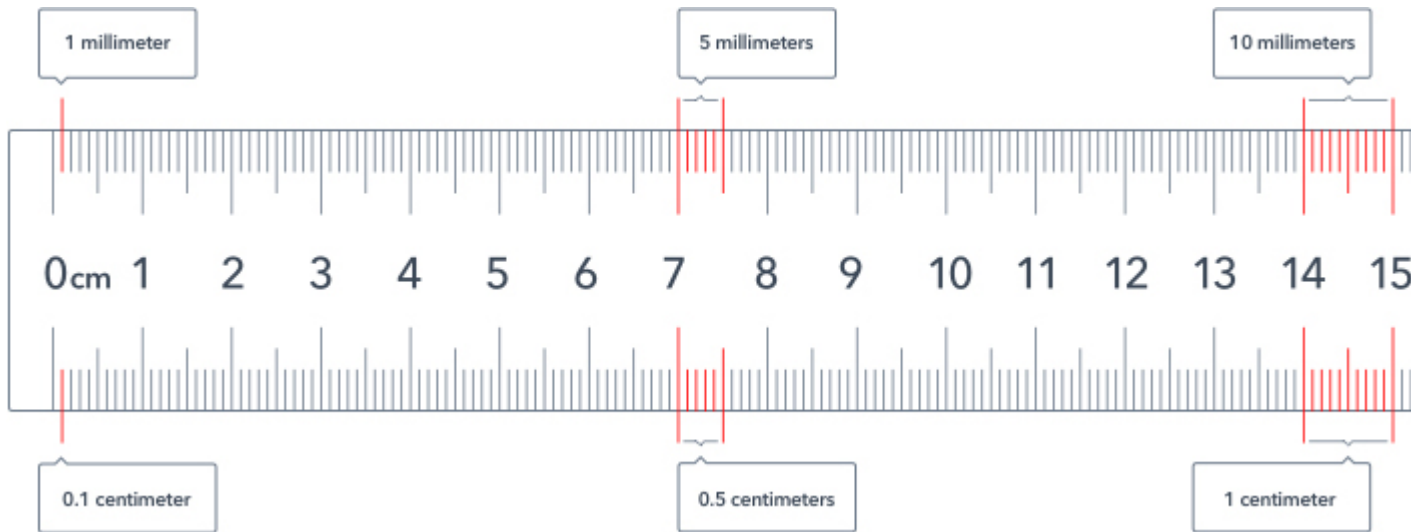 1 millimeter
5 millimeters
10 millimeters
0cm 1 2 3 4 5 6 7 8 9 10 11 12 13 14 15
0.1 centimeter
0.5 centimeters
1 centimeter